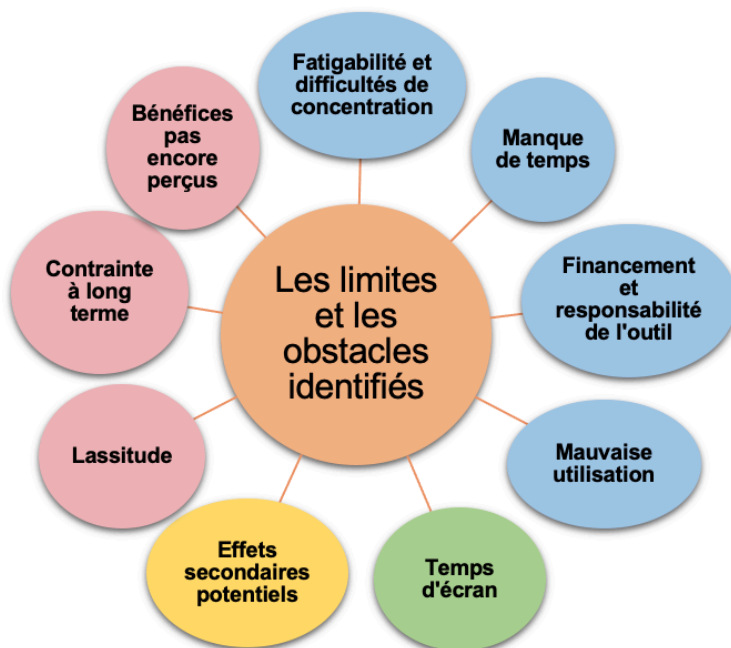 Les limites
et les
obstacles
identifiés
Fatigabilité et
difficultés de
concentration
Manque
de temps
Financement
et
responsabilité
de l'outil
Mauvaise
utilisation
Temps
d'écran
Effets
secondaires
potentiels
Lassitude
Contrainte
à long
terme
Bénéfices
pas
encore
perçus